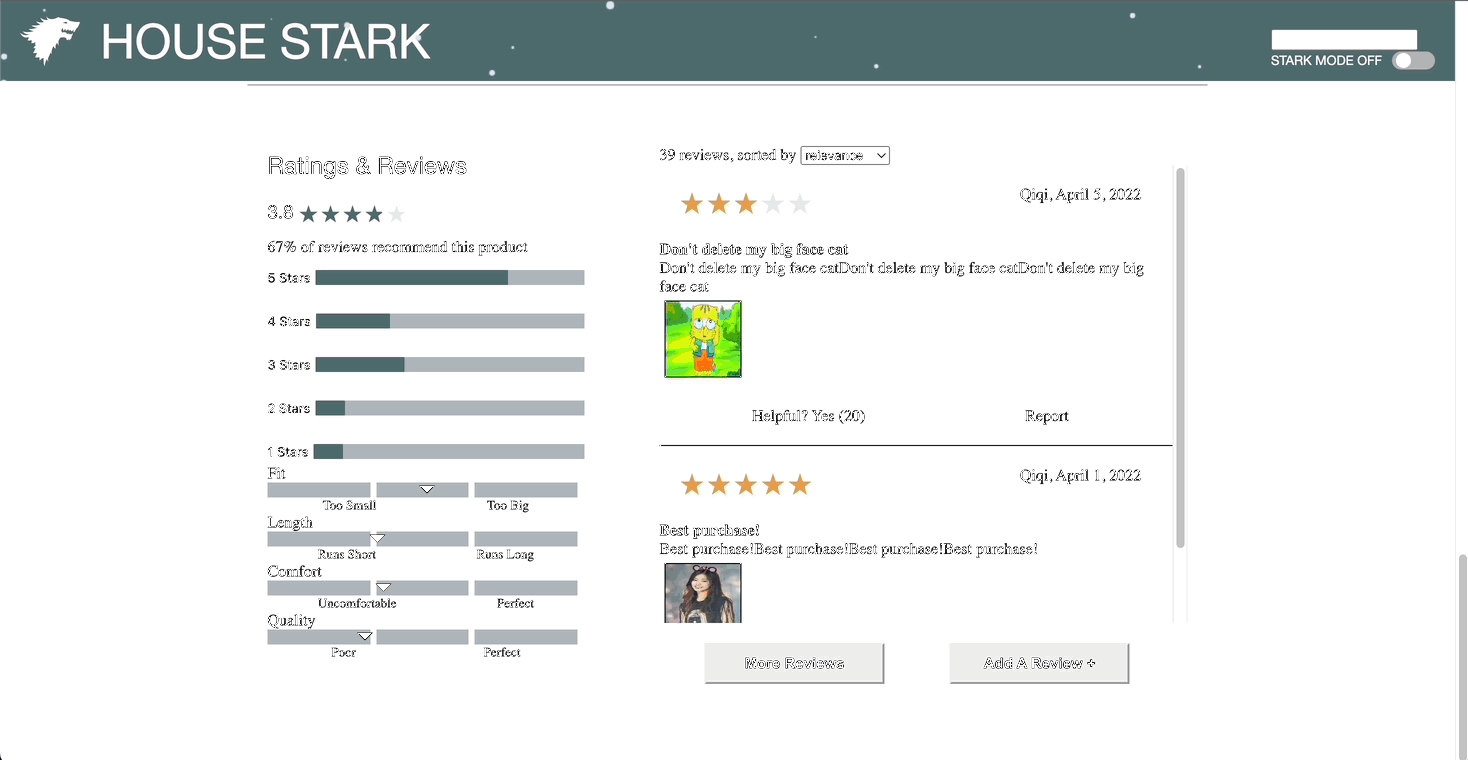 HOUSE STARK
STARK MODE OFF
Ratings & Reviews
3.8
67% of reviews recommend this product
5 Stars
4 Stars
3 Stars
2 Stars
1 Stars
Fit
Too Small Too Big
Length
Runs Short Runs Long
Comfort
Uncomfortable Perfect
Quality
Poor Perfect
39 reviews, sorted by relevance
Qiqi, April 5, 2022
Don't delete my big face cat
Don't delete my big face catDon't delete my big face catDon't delete my big
face cat
Helpful? Yes (20) Report
Qiqi, April 1, 2022
Best purchase!
Best purchase!Best purchase!Best purchase!Best purchase!
More Reviews Add A Review +